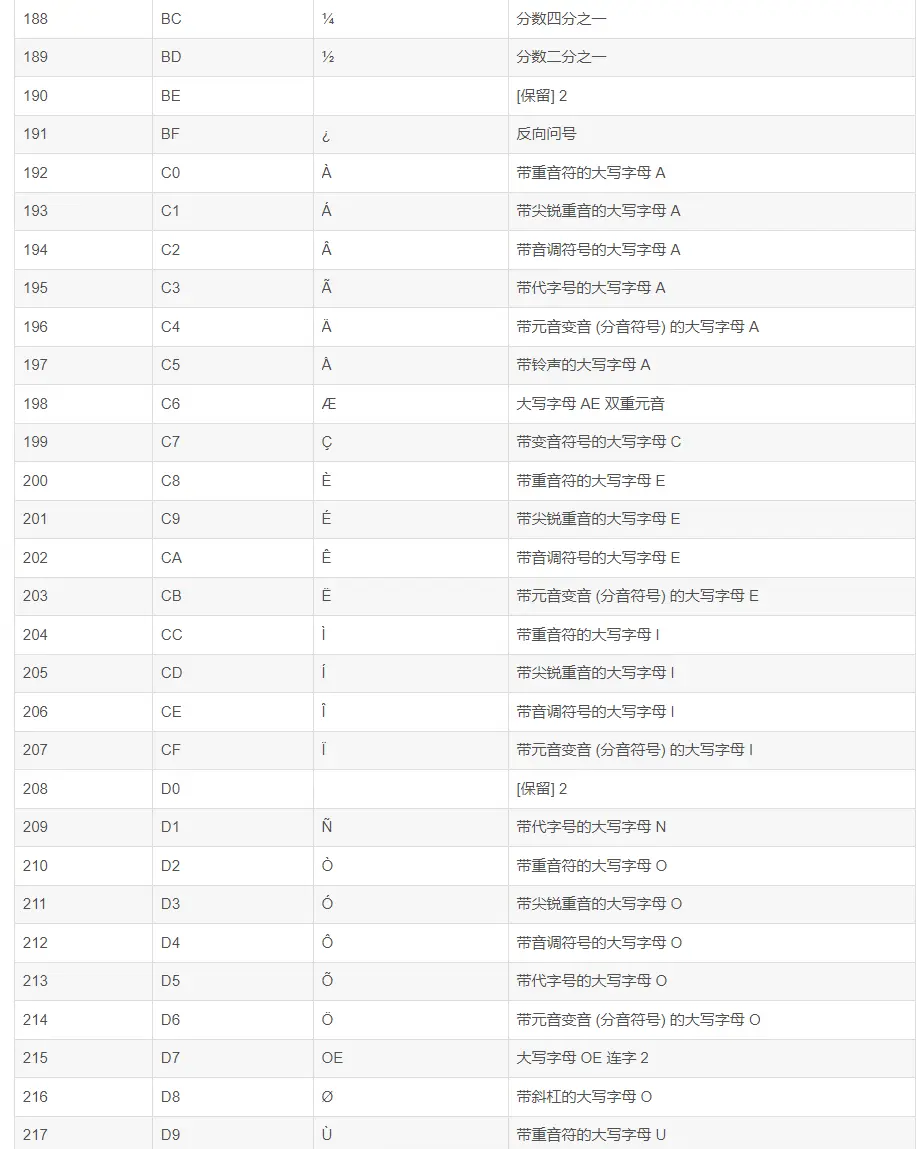 188 BC ¼ 分数四分之一
189 BD ½ 分数二分之一
190 BE [保留] 2
191 BF ¿ 反向问号
192 C0 À 带重音符的大写字母 A
193 C1 Á 带尖锐重音的大写字母 A
194 C2 Â 带音调符号的大写字母 A
195 C3 Ã 带代字号的大写字母 A
196 C4 Ä 带元音变音 (分音符号) 的大写字母 A
197 C5 Å 带铃声的大写字母 A
198 C6 Æ 大写字母 AE 双重元音
199 C7 Ç 带变音符号的大写字母 C
200 C8 È 带重音符的大写字母 E
201 C9 É 带尖锐重音的大写字母 E
202 CA Ê 带音调符号的大写字母 E
203 CB Ë 带元音变音 (分音符号) 的大写字母 E
204 CC Ì 带重音符的大写字母 I
205 CD Í 带尖锐重音的大写字母 I
206 CE Î 带音调符号的大写字母 I
207 CF Ï 带元音变音 (分音符号) 的大写字母 I
208 D0 [保留] 2
209 D1 Ñ 带代字号的大写字母 N
210 D2 Ò 带重音符的大写字母 O
211 D3 Ó 带尖锐重音的大写字母 O
212 D4 Ô 带音调符号的大写字母 O
213 D5 Õ 带代字号的大写字母 O
214 D6 Ö 带元音变音 (分音符号) 的大写字母 O
215 D7 OE 大写字母 OE 连字 2
216 D8 Ø 带斜杠的大写字母 O
217 D9 Ù 带重音符的大写字母 U